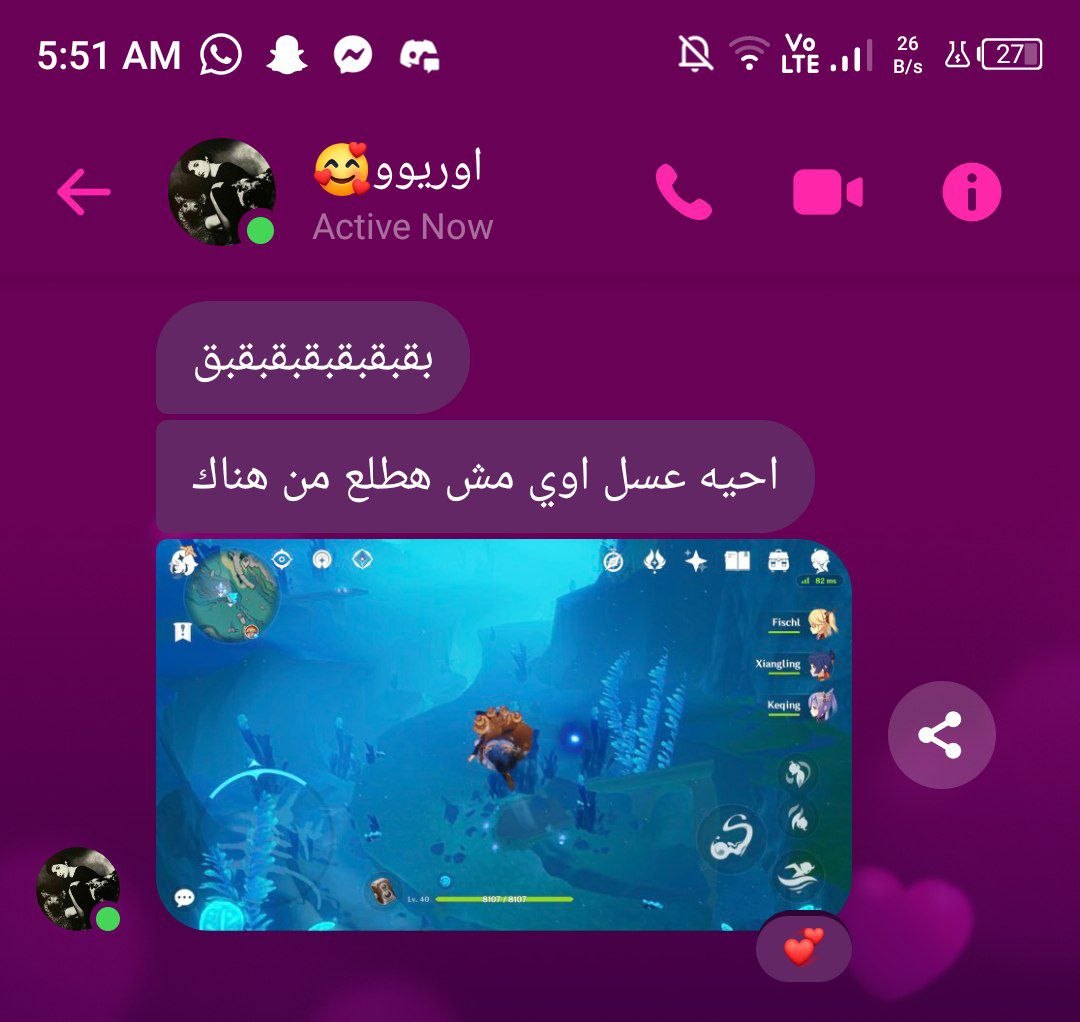 5:51 AM
Vo
LTE
26
B/s
27
اوريوو🥰
Active Now
بقبقبقبقبقبقبق
احيه عسل اوي مش هطلع من هناك
82 ms
Fischl
Xiangling
Keqing
Lv. 40
8107 / 8107